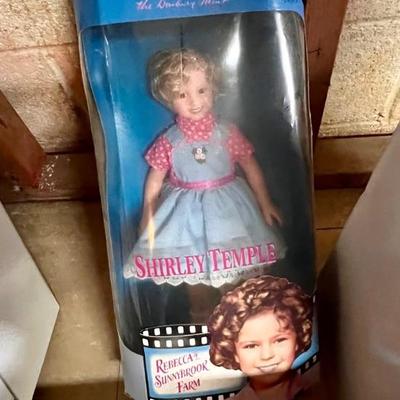 the Danbury Mint
SHIRLEY TEMPLE
REBECCA of
SUNNYBROOK
FARM